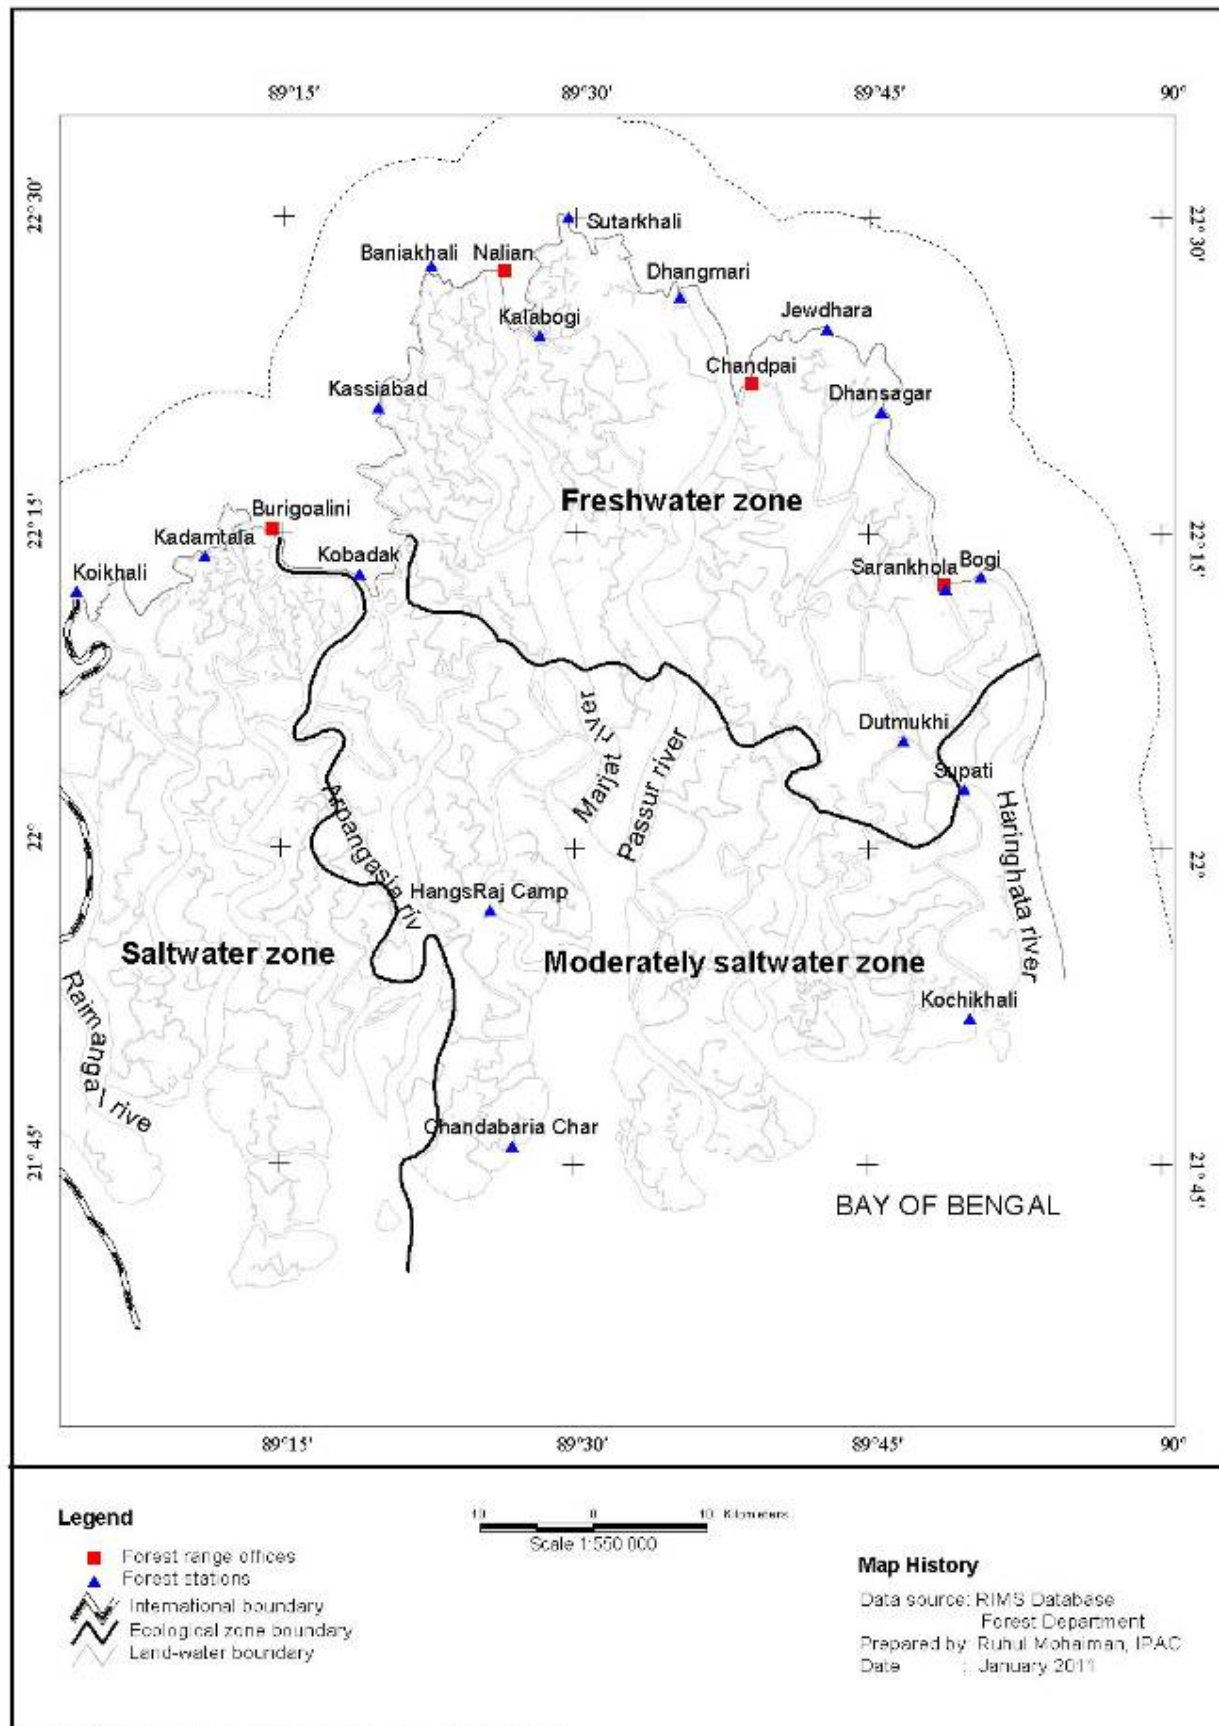 89°15' 89°30' 89°45' 90°
22°30' 22°30'
Sutarkhali
Baniakhali Nalian
Dhangmari
Kalabogi Jewdhara
Chandpai
Kassiabad Dhansagar
Freshwater zone
22°15' 22°15'
Burigoalini
Kadamtala
Kobadak
Koikhali Sarankhola Bogi
Dutmukhi
Supati
Marjat river
Passur river
Haringhata river
Arpangasia riv
22° 22°
HangsRaj Camp
Saltwater zone
Moderately saltwater zone
Kochikhali
Raimangal rive
Chandabaria Char
21°45' 21°45'
BAY OF BENGAL
89°15' 89°30' 89°45' 90°
Legend
Forest range offices
Forest stations
International boundary
Ecological zone boundary
Land-water boundary
10 0 10 Kilometers
Scale 1:550 000
Map History
Data source: RIMS Database
Forest Department
Prepared by: Ruhul Mohaiman, IPAC
Date : January 2011